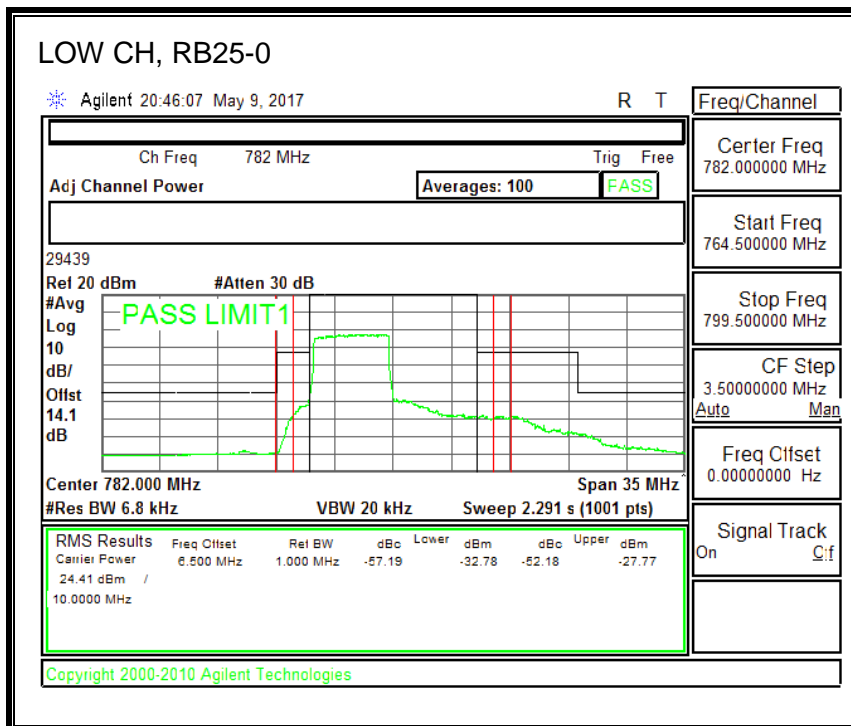 LOW CH, RB25-0
Agilent 20:46:07 May 9, 2017 R T
Freq/Channel
Ch Freq 782 MHz Trig Free
Adj Channel Power Averages: 100 PASS
29439
Ref 20 dBm #Atten 30 dB
#Avg
Log
10
dB/
Offst
14.1
dB
PASS LIMIT1
Center 782.000 MHz Span 35 MHz
#Res BW 6.8 kHz VBW 20 kHz Sweep 2.291 s (1001 pts)
RMS Results Freq Offset Ref BW dBc Lower dBm dBc Upper dBm
Carrier Power 6.500 MHz 1.000 MHz -57.19 -32.78 -52.18 -27.77
24.41 dBm /
10.0000 MHz
Center Freq
782.000000 MHz
Start Freq
764.500000 MHz
Stop Freq
799.500000 MHz
CF Step
3.50000000 MHz
Auto Man
Freq Offset
0.00000000 Hz
Signal Track
On Off
Copyright 2000-2010 Agilent Technologies